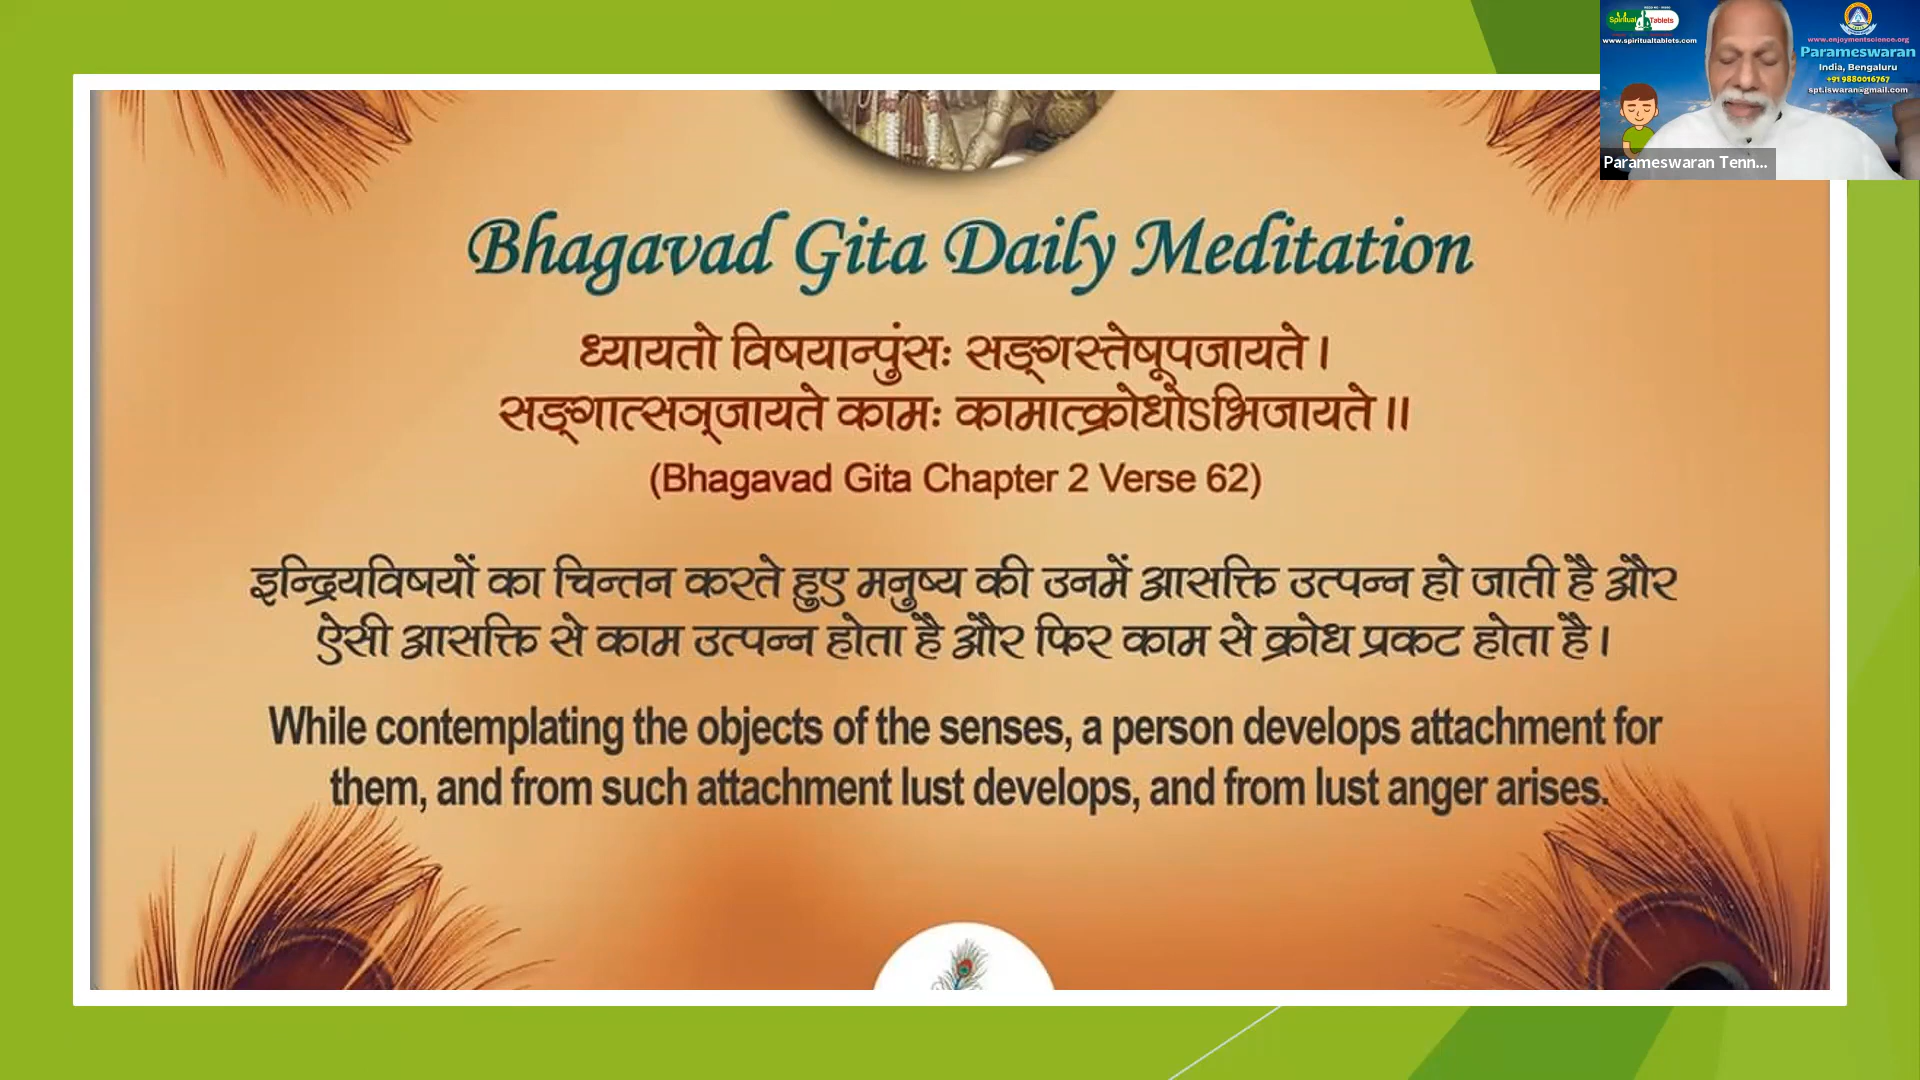 Bhagavad Gita Daily Meditation
ध्यायतो विषयान्पुंसः सङ्गस्तेषूपजायते।
सङ्गात्सञ्जायते कामः कामात्क्रोधोऽभिजायते॥
(Bhagavad Gita Chapter 2 Verse 62)
इन्द्रियविषयों का चिन्तन करते हुए मनुष्य की उनमें आसक्ति उत्पन्न हो जाती है और
ऐसी आसक्ति से काम उत्पन्न होता है और फिर काम से क्रोध प्रकट होता है।
While contemplating the objects of the senses, a person develops attachment for
them, and from such attachment lust develops, and from lust anger arises.
Spiritual Tablets
www.spiritualtablets.com
www.enjoymentscience.org
Parameswaran
India, Bengaluru
+91 9880016767
spt.iswaran@gmail.com
Parameswaran Tenn...